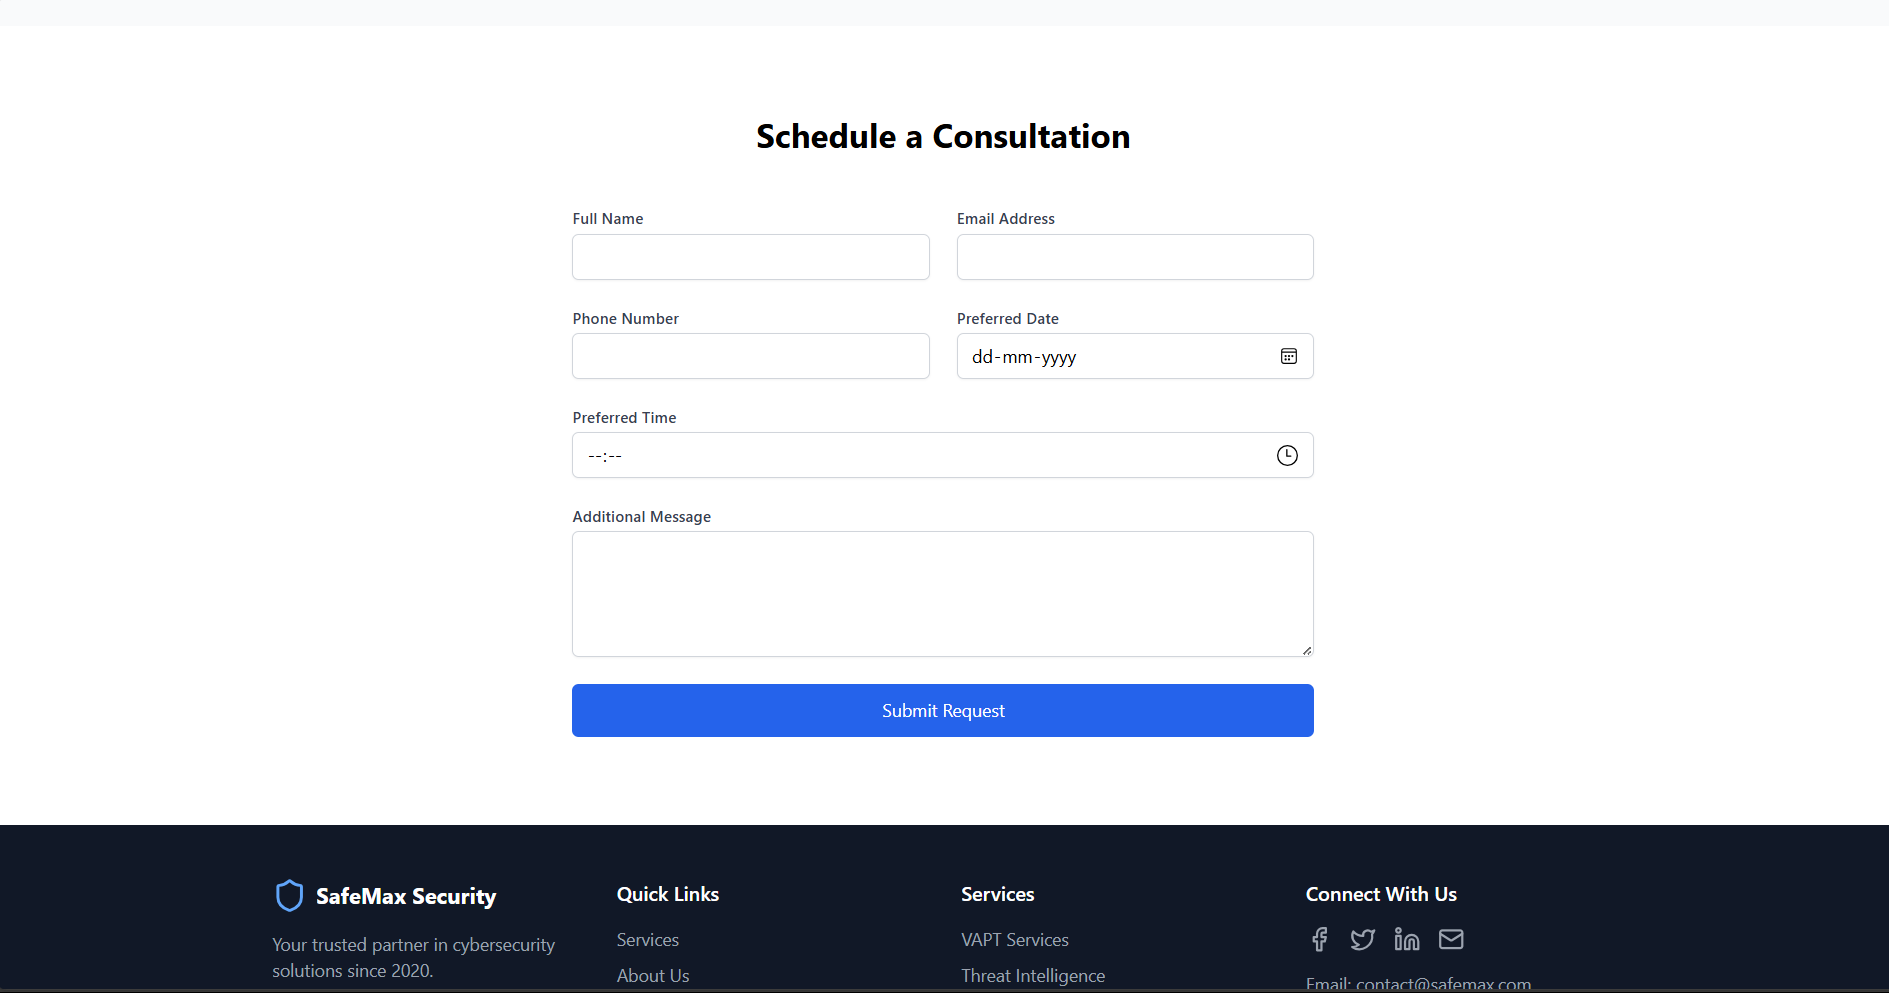 Schedule a Consultation
Full Name
Email Address
Phone Number
Preferred Date
dd-mm-yyyy
Preferred Time
--:--
Additional Message
Submit Request
SafeMax Security
Your trusted partner in cybersecurity
solutions since 2020.
Quick Links
Services
About Us
Services
VAPT Services
Threat Intelligence
Connect With Us
Email: contact@safemax.com